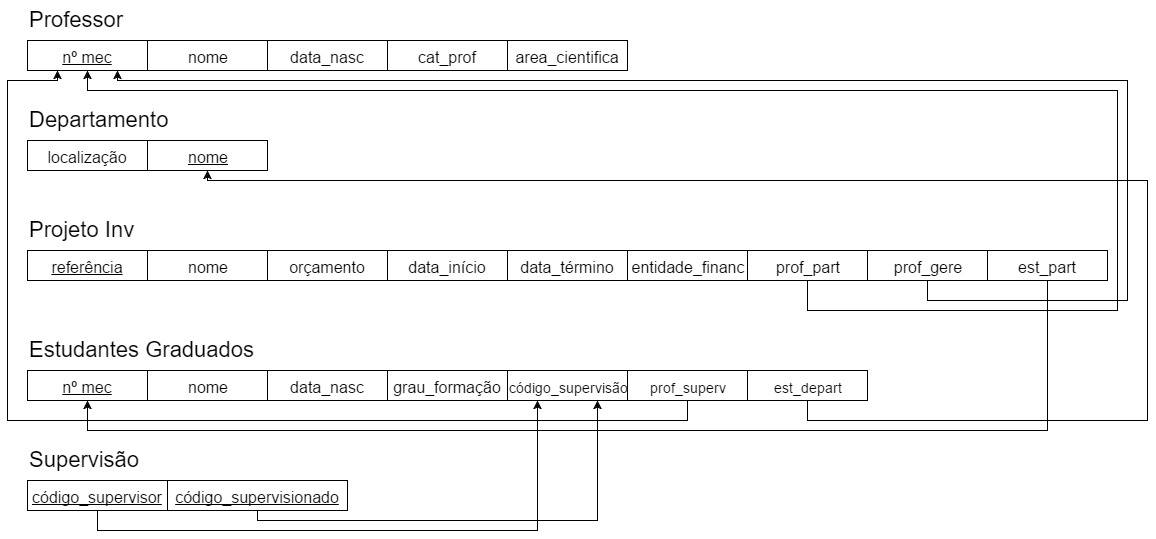 Professor
nº mec nome data_nasc cat_prof area_cientifica
Departamento
localização nome
Projeto Inv
referência nome orçamento data_início data_término entidade_financ prof_part prof_gere est_part
Estudantes Graduados
nº mec nome data_nasc grau_formação código_supervisão prof_superv est_depart
Supervisão
código_supervisor código_supervisionado